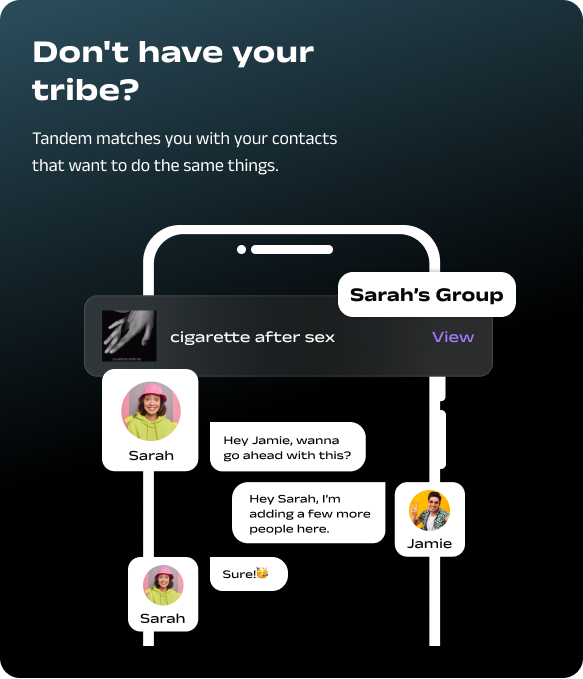 Don't have your
tribe?
Tandem matches you with your contacts
that want to do the same things.
Sarah’s Group
cigarette after sex
View
Sarah
Hey Jamie, wanna
go ahead with this?
Hey Sarah, I’m
adding a few more
people here.
Jamie
Sure!🥳
Sarah